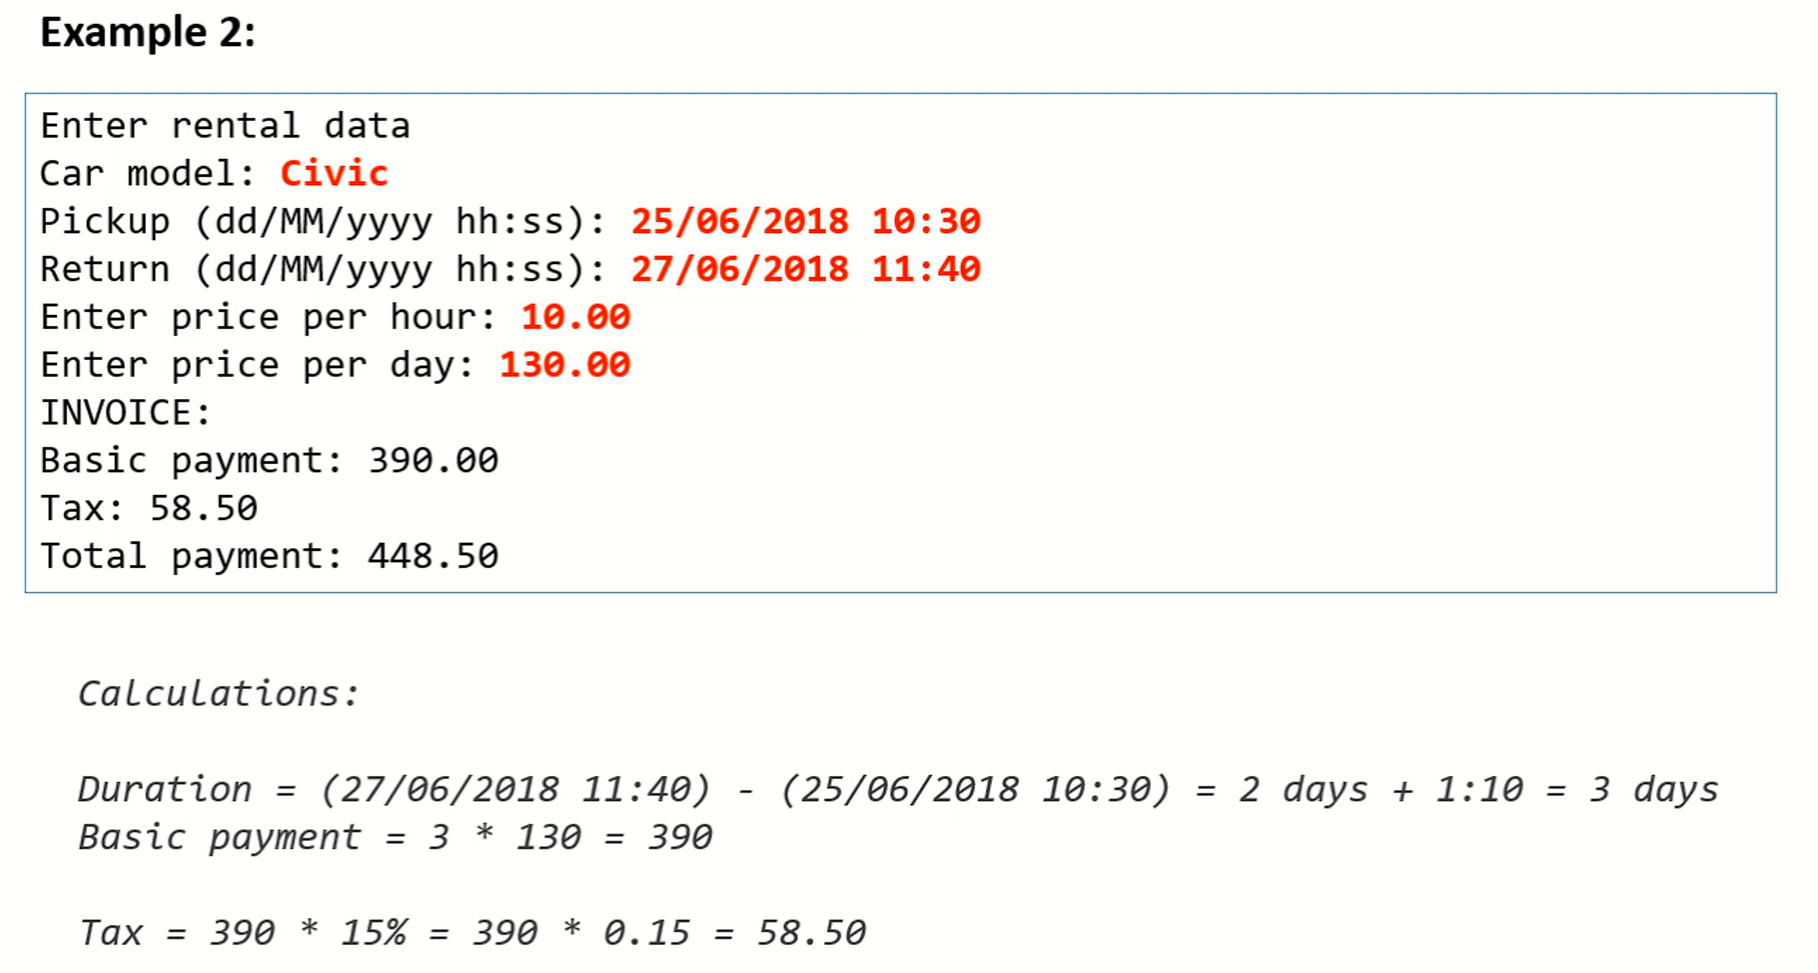 Example 2:
Enter rental data
Car model: Civic
Pickup (dd/MM/yyyy hh:ss): 25/06/2018 10:30
Return (dd/MM/yyyy hh:ss): 27/06/2018 11:40
Enter price per hour: 10.00
Enter price per day: 130.00
INVOICE:
Basic payment: 390.00
Tax: 58.50
Total payment: 448.50
Calculations:
Duration = (27/06/2018 11:40) - (25/06/2018 10:30) = 2 days + 1:10 = 3 days
Basic payment = 3 * 130 = 390
Tax = 390 * 15% = 390 * 0.15 = 58.50